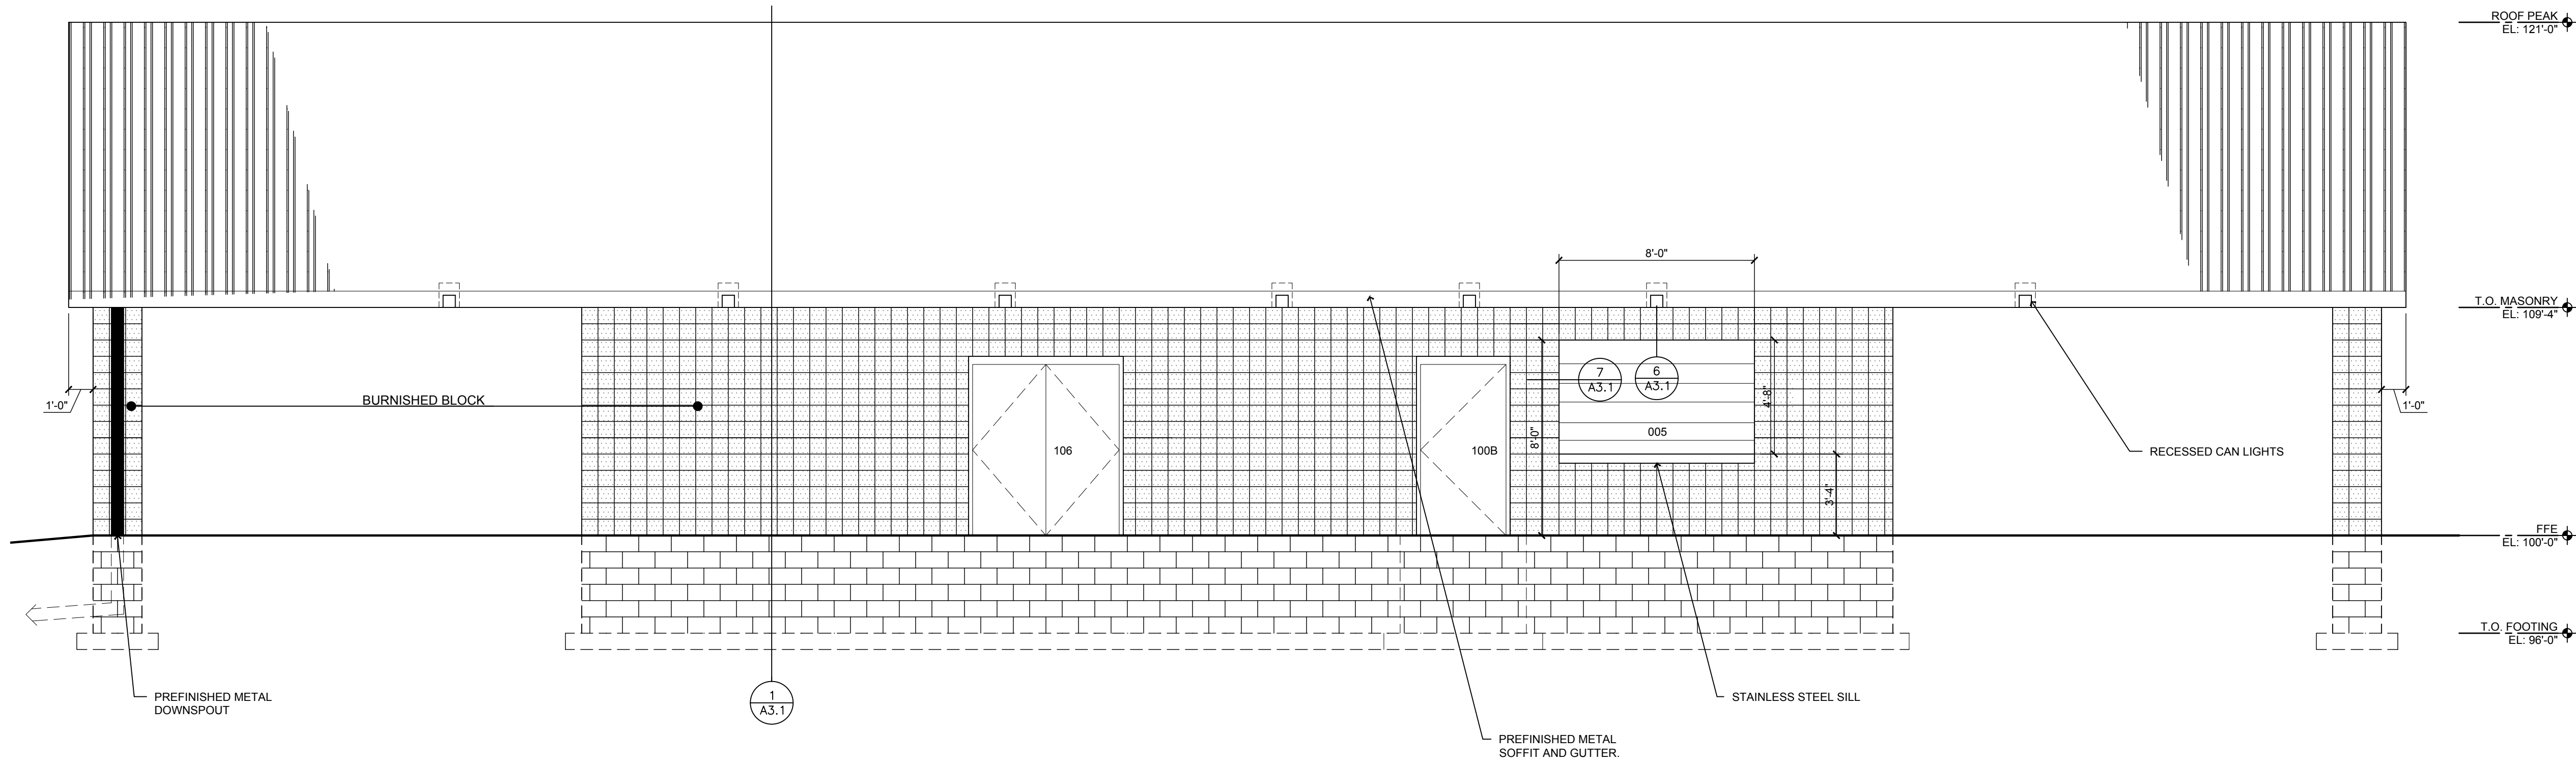 ROOF PEAK
EL: 121'-0"
8'-0"
T.O. MASONRY
EL: 109'-4"
7
A3.1
6
A3.1
4'-8"
1'-0"
BURNISHED BLOCK
1'-0"
005
8'-0"
106
100B
RECESSED CAN LIGHTS
3'-4"
FFE
EL: 100'-0"
T.O. FOOTING
EL: 96'-0"
PREFINISHED METAL
DOWNSPOUT
1
A3.1
STAINLESS STEEL SILL
PREFINISHED METAL
SOFFIT AND GUTTER.